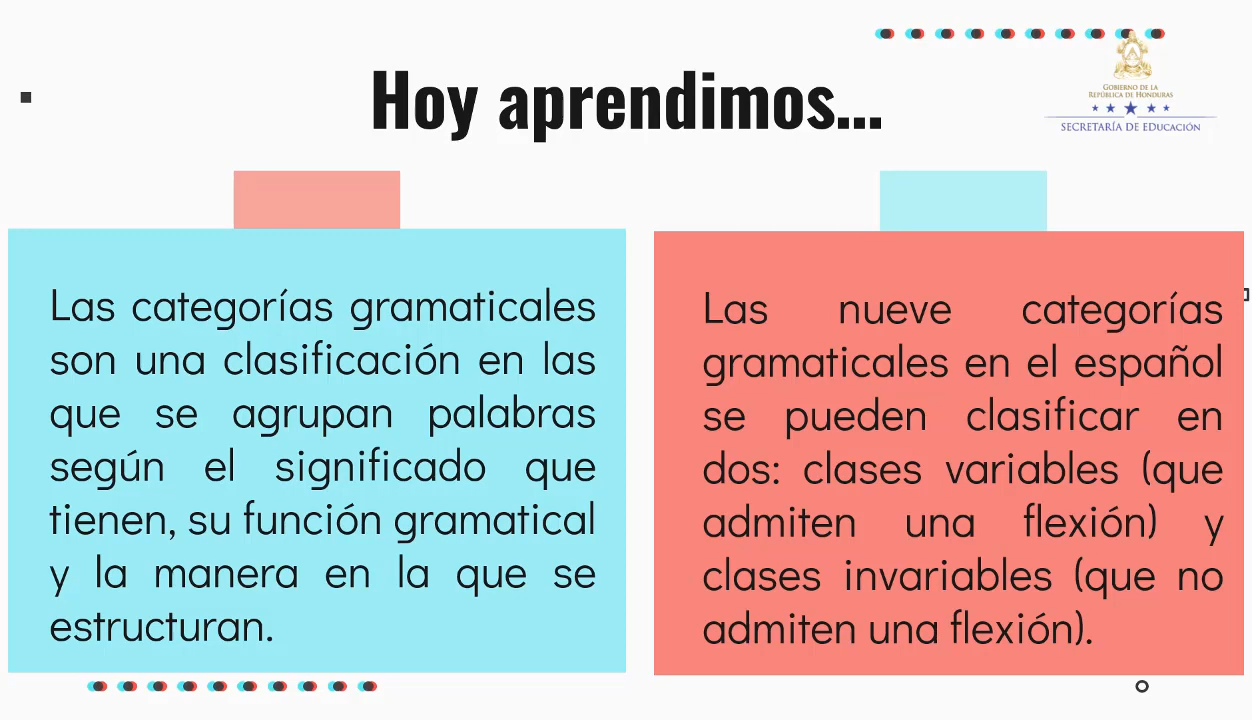 Hoy aprendimos...
GOBIERNO DE LA
REPÚBLICA DE HONDURAS
SECRETARÍA DE EDUCACIÓN
Las categorías gramaticales
son una clasificación en las
que se agrupan palabras
según el significado que
tienen, su función gramatical
y la manera en la que se
estructuran.
Las nueve categorías
gramaticales en el español
se pueden clasificar en
dos: clases variables (que
admiten una flexión) y
clases invariables (que no
admiten una flexión).